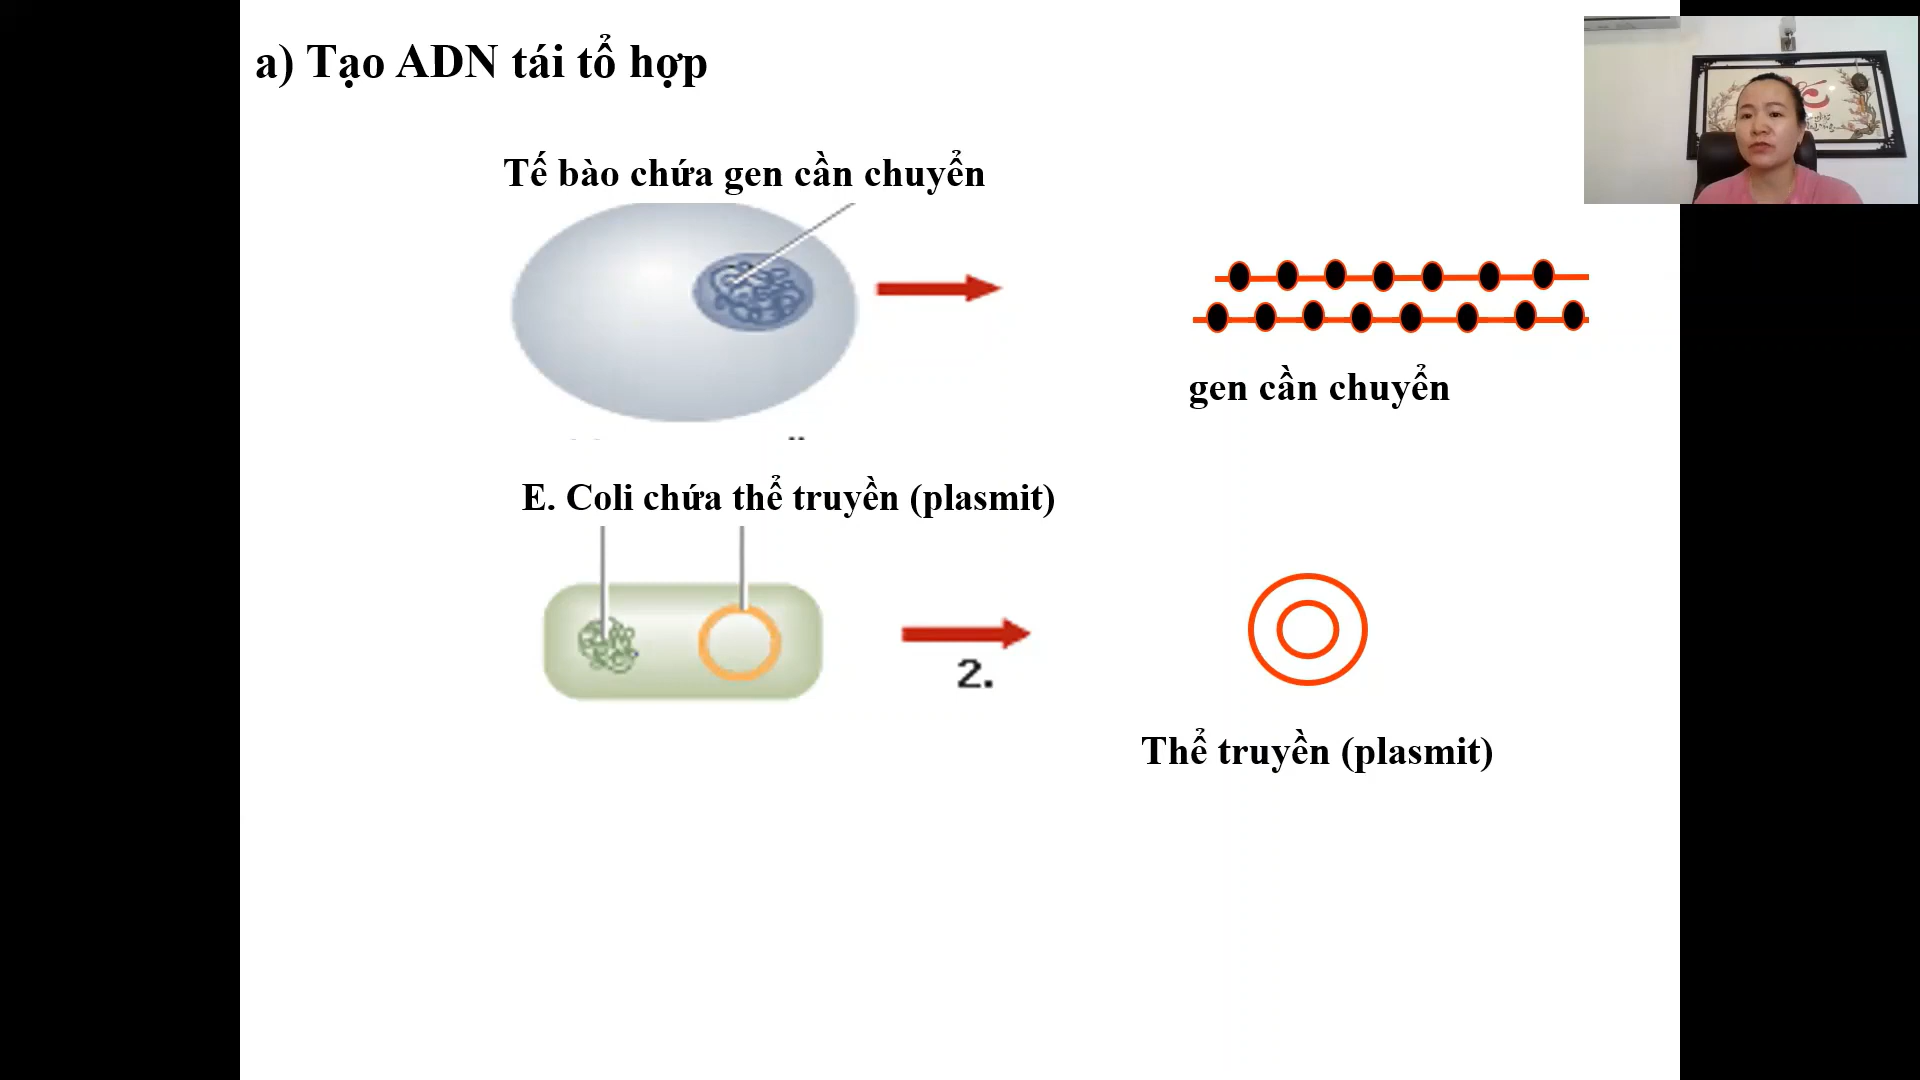 a) Tạo ADN tái tổ hợp
Tế bào chứa gen cần chuyển
gen cần chuyển
E. Coli chứa thể truyền (plasmit)
2.
Thể truyền (plasmit)